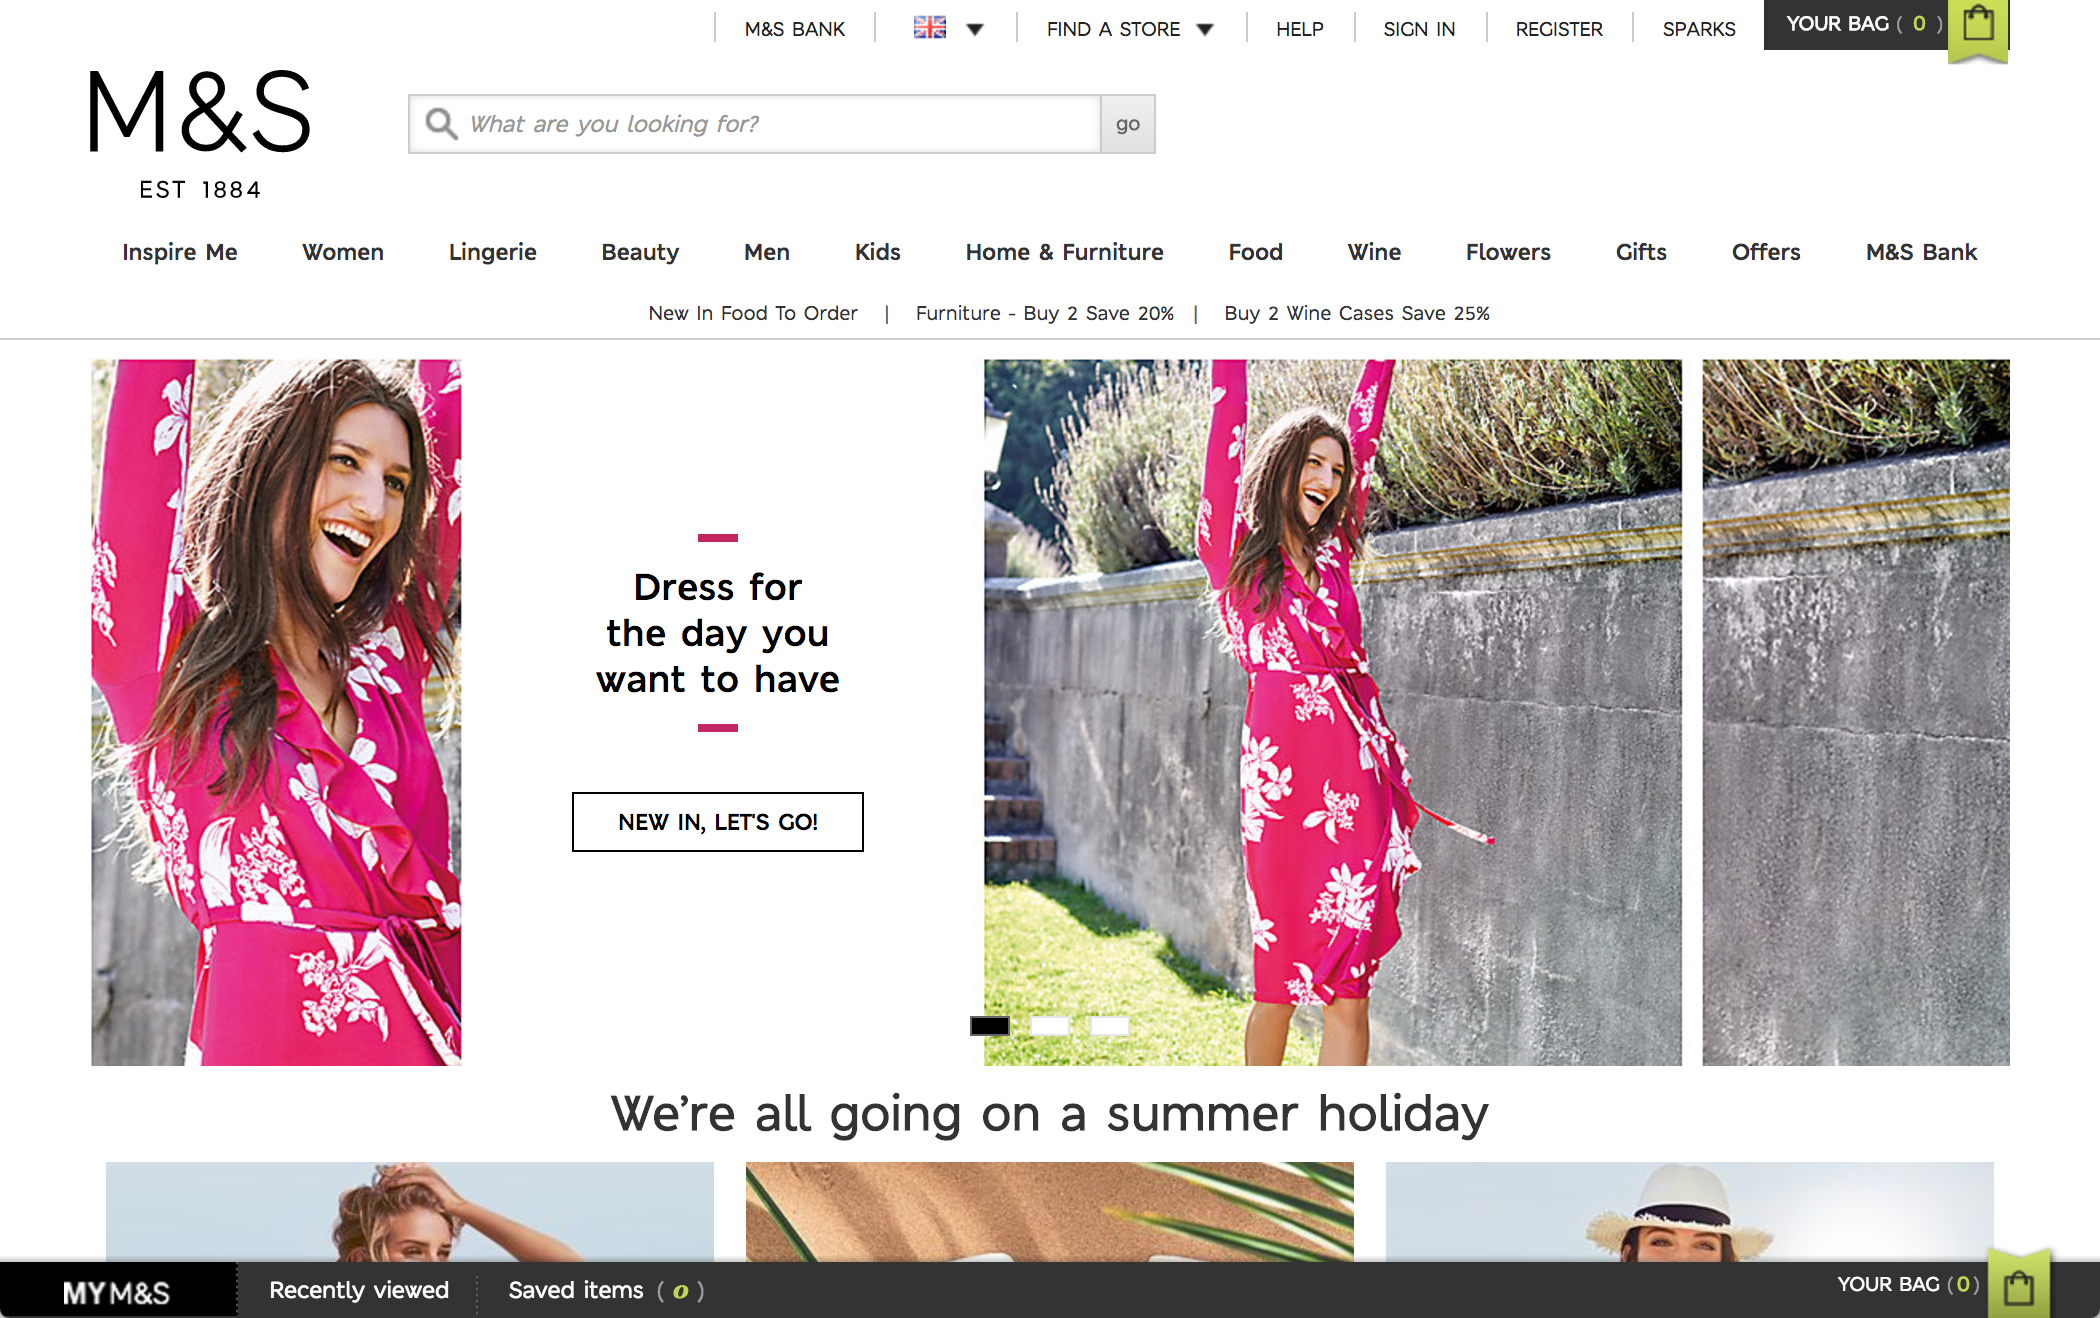 M&S BANK
FIND A STORE
HELP
SIGN IN
REGISTER
SPARKS
YOUR BAG ( 0 )
M&S
EST 1884
What are you looking for?
go
Inspire Me
Women
Lingerie
Beauty
Men
Kids
Home & Furniture
Food
Wine
Flowers
Gifts
Offers
M&S Bank
New In Food To Order | Furniture - Buy 2 Save 20% | Buy 2 Wine Cases Save 25%
Dress for
the day you
want to have
NEW IN, LET'S GO!
We’re all going on a summer holiday
MY M&S
Recently viewed
Saved items ( 0 )
YOUR BAG (0)